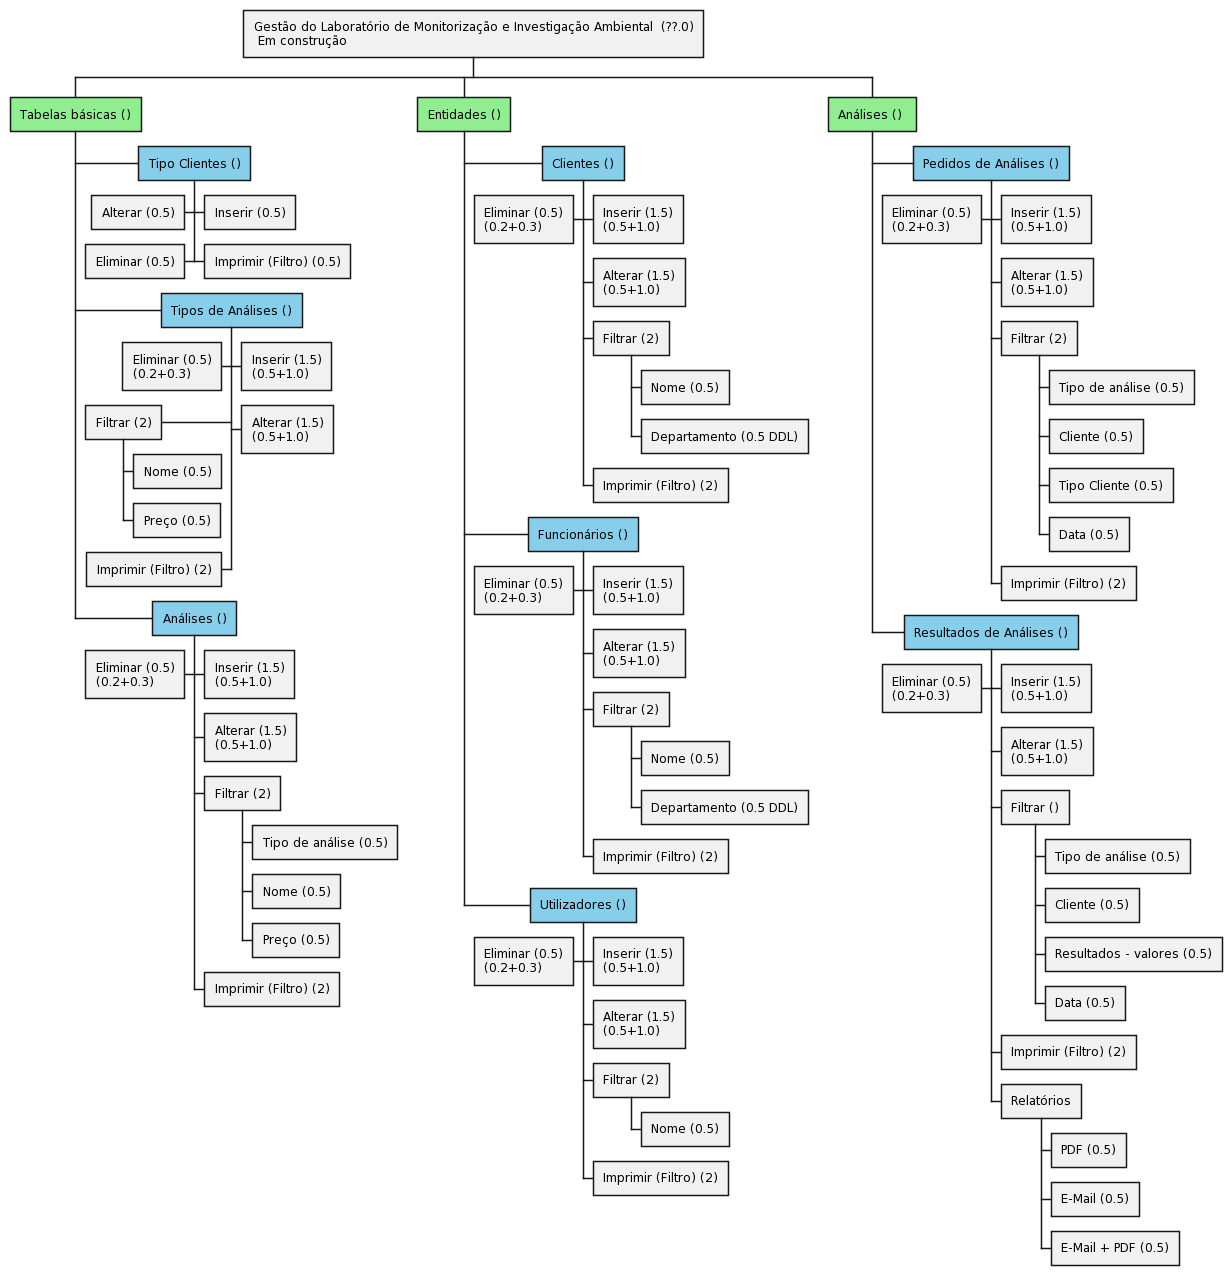 Gestão do Laboratório de Monitorização e Investigação Ambiental  (??.0)
Em construção
Tabelas básicas ()
Tipo Clientes ()
Alterar (0.5)
Inserir (0.5)
Eliminar (0.5)
Imprimir (Filtro) (0.5)
Tipos de Análises ()
Eliminar (0.5)
(0.2+0.3)
Inserir (1.5)
(0.5+1.0)
Filtrar (2)
Alterar (1.5)
(0.5+1.0)
Nome (0.5)
Preço (0.5)
Imprimir (Filtro) (2)
Análises ()
Eliminar (0.5)
(0.2+0.3)
Inserir (1.5)
(0.5+1.0)
Alterar (1.5)
(0.5+1.0)
Filtrar (2)
Tipo de análise (0.5)
Nome (0.5)
Preço (0.5)
Imprimir (Filtro) (2)
Entidades ()
Clientes ()
Eliminar (0.5)
(0.2+0.3)
Inserir (1.5)
(0.5+1.0)
Alterar (1.5)
(0.5+1.0)
Filtrar (2)
Nome (0.5)
Departamento (0.5 DDL)
Imprimir (Filtro) (2)
Funcionários ()
Eliminar (0.5)
(0.2+0.3)
Inserir (1.5)
(0.5+1.0)
Alterar (1.5)
(0.5+1.0)
Filtrar (2)
Nome (0.5)
Departamento (0.5 DDL)
Imprimir (Filtro) (2)
Utilizadores ()
Eliminar (0.5)
(0.2+0.3)
Inserir (1.5)
(0.5+1.0)
Alterar (1.5)
(0.5+1.0)
Filtrar (2)
Nome (0.5)
Imprimir (Filtro) (2)
Análises ()
Pedidos de Análises ()
Eliminar (0.5)
(0.2+0.3)
Inserir (1.5)
(0.5+1.0)
Alterar (1.5)
(0.5+1.0)
Filtrar (2)
Tipo de análise (0.5)
Cliente (0.5)
Tipo Cliente (0.5)
Data (0.5)
Imprimir (Filtro) (2)
Resultados de Análises ()
Eliminar (0.5)
(0.2+0.3)
Inserir (1.5)
(0.5+1.0)
Alterar (1.5)
(0.5+1.0)
Filtrar ()
Tipo de análise (0.5)
Cliente (0.5)
Resultados - valores (0.5)
Data (0.5)
Imprimir (Filtro) (2)
Relatórios
PDF (0.5)
E-Mail (0.5)
E-Mail + PDF (0.5)